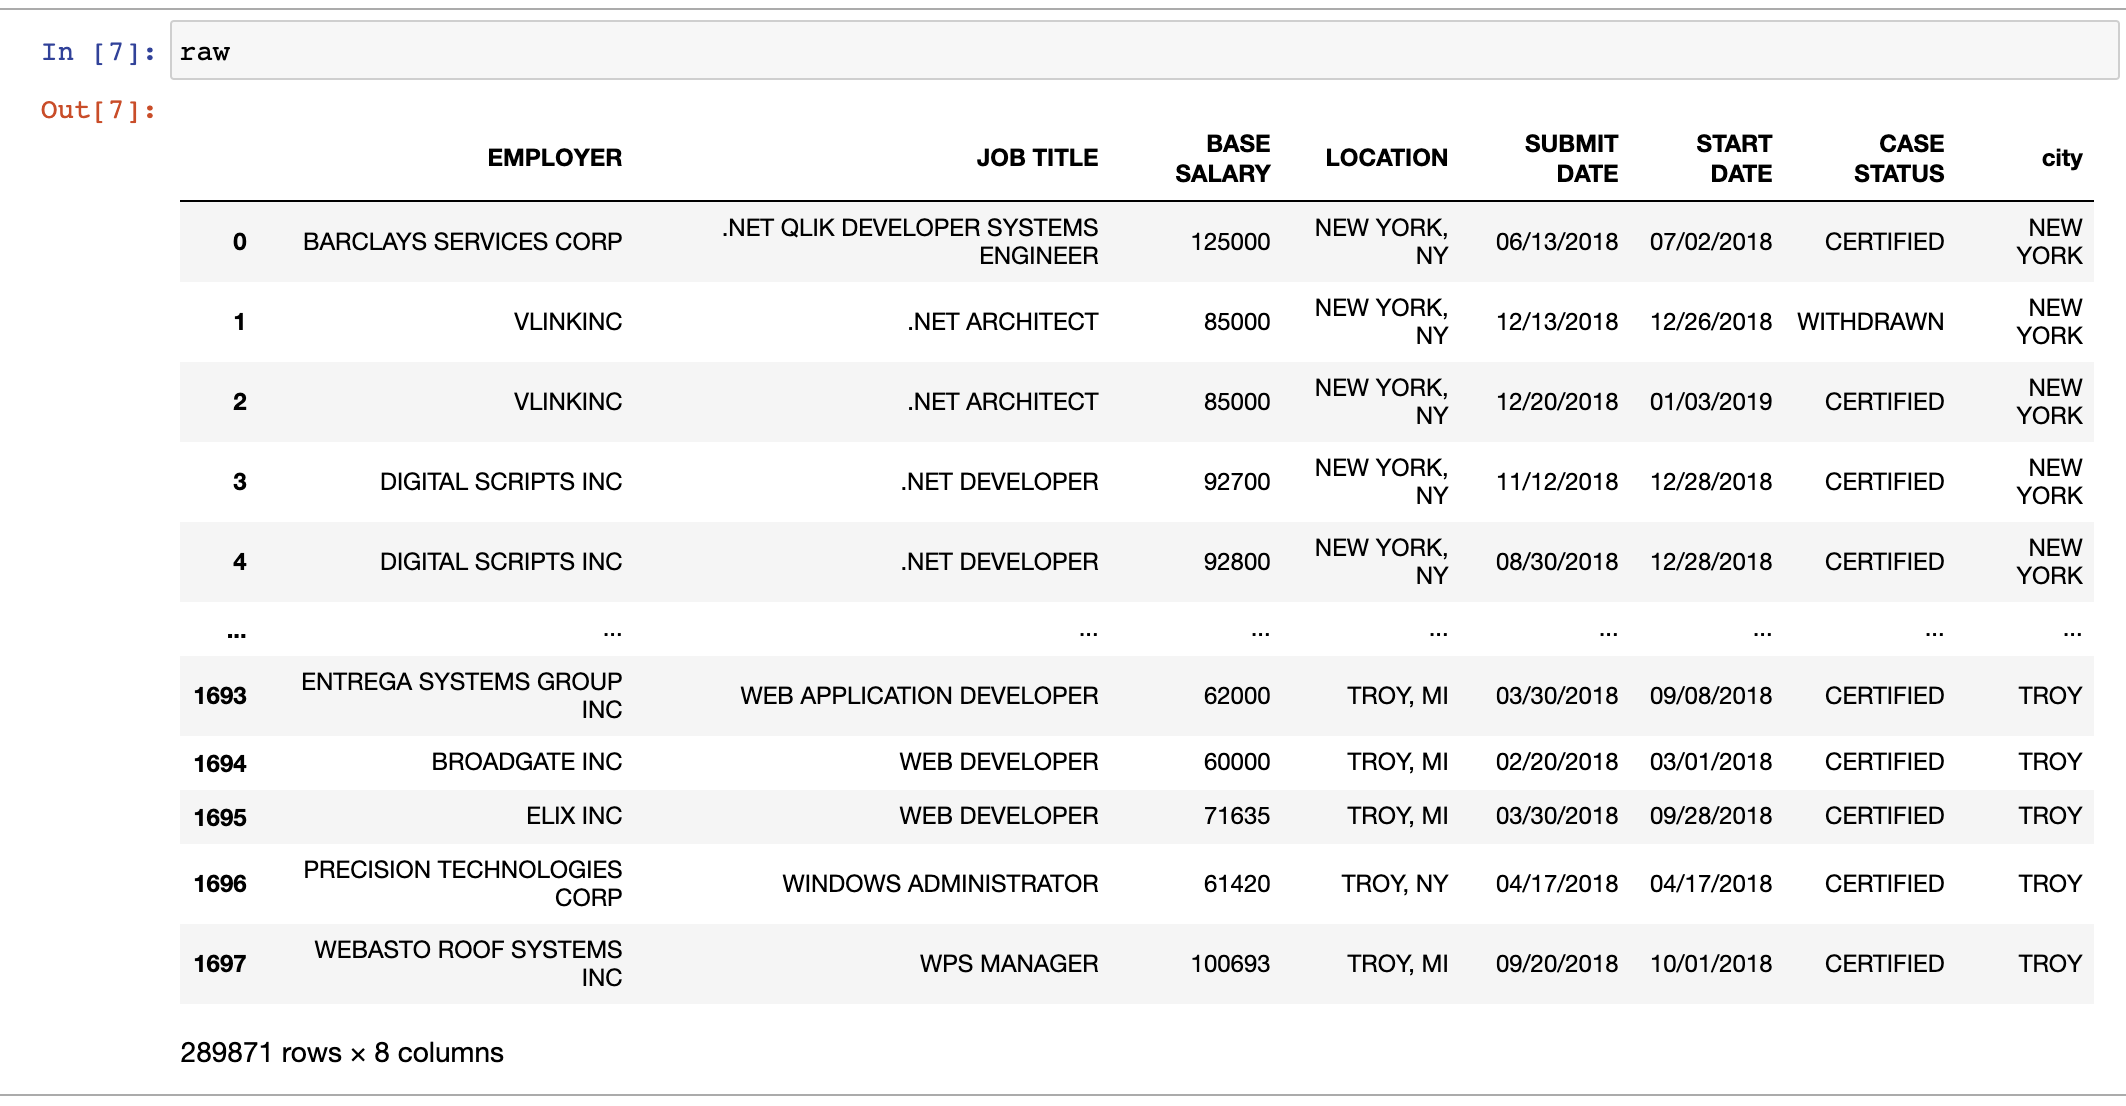 In [7]: raw
Out[7]:
EMPLOYER JOB TITLE BASE SALARY LOCATION SUBMIT DATE START DATE CASE STATUS city
0 BARCLAYS SERVICES CORP .NET QLIK DEVELOPER SYSTEMS ENGINEER 125000 NEW YORK, NY 06/13/2018 07/02/2018 CERTIFIED NEW YORK
1 VLINKINC .NET ARCHITECT 85000 NEW YORK, NY 12/13/2018 12/26/2018 WITHDRAWN NEW YORK
2 VLINKINC .NET ARCHITECT 85000 NEW YORK, NY 12/20/2018 01/03/2019 CERTIFIED NEW YORK
3 DIGITAL SCRIPTS INC .NET DEVELOPER 92700 NEW YORK, NY 11/12/2018 12/28/2018 CERTIFIED NEW YORK
4 DIGITAL SCRIPTS INC .NET DEVELOPER 92800 NEW YORK, NY 08/30/2018 12/28/2018 CERTIFIED NEW YORK
... ... ... ... ... ... ... ... ...
1693 ENTREGA SYSTEMS GROUP INC WEB APPLICATION DEVELOPER 62000 TROY, MI 03/30/2018 09/08/2018 CERTIFIED TROY
1694 BROADGATE INC WEB DEVELOPER 60000 TROY, MI 02/20/2018 03/01/2018 CERTIFIED TROY
1695 ELIX INC WEB DEVELOPER 71635 TROY, MI 03/30/2018 09/28/2018 CERTIFIED TROY
1696 PRECISION TECHNOLOGIES CORP WINDOWS ADMINISTRATOR 61420 TROY, NY 04/17/2018 04/17/2018 CERTIFIED TROY
1697 WEBASTO ROOF SYSTEMS INC WPS MANAGER 100693 TROY, MI 09/20/2018 10/01/2018 CERTIFIED TROY
289871 rows × 8 columns